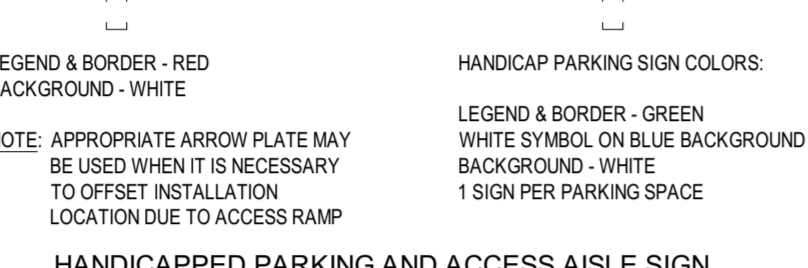 EGEND & BORDER - RED
ACKGROUND - WHITE
OTE: APPROPRIATE ARROW PLATE MAY
BE USED WHEN IT IS NECESSARY
TO OFFSET INSTALLATION
LOCATION DUE TO ACCESS RAMP
HANDICAP PARKING SIGN COLORS:
LEGEND & BORDER - GREEN
WHITE SYMBOL ON BLUE BACKGROUND
BACKGROUND - WHITE
1 SIGN PER PARKING SPACE
HANDICAPPED PARKING AND ACCESS AISLE SIGN